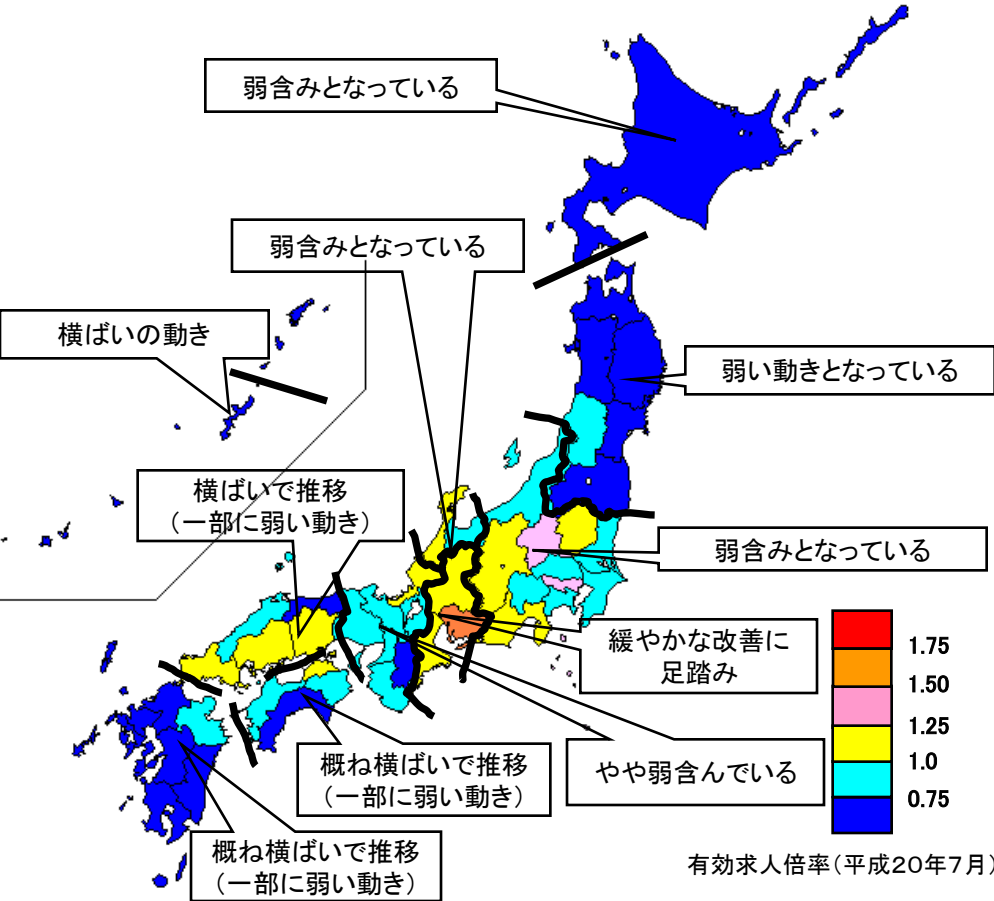 弱含みとなっている
弱含みとなっている
横ばいの動き
弱い動きとなっている
横ばいで推移
（一部に弱い動き）
弱含みとなっている
緩やかな改善に
足踏み
概ね横ばいで推移
（一部に弱い動き）
やや弱含んでいる
概ね横ばいで推移
（一部に弱い動き）
1.75
1.50
1.25
1.0
0.75
有効求人倍率（平成20年7月）